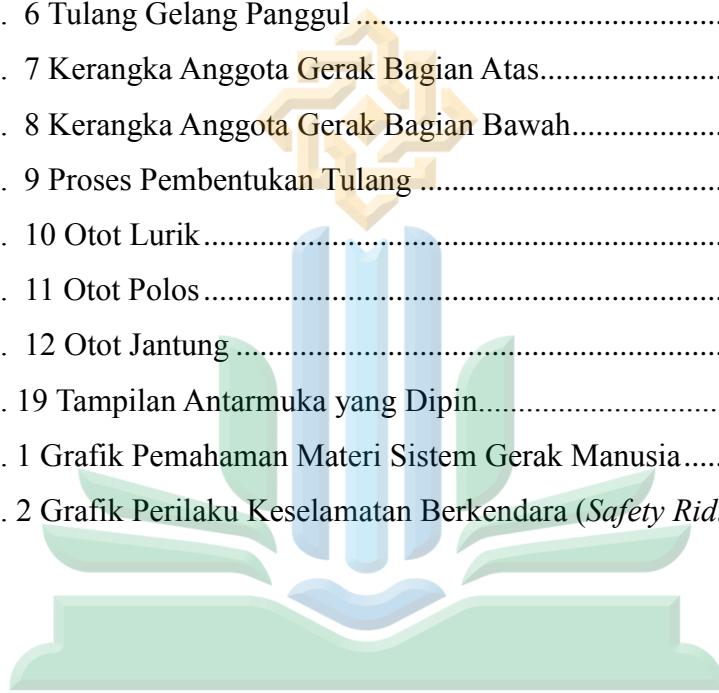 . 6 Tulang Gelang Panggul ............................................
. 7 Kerangka Anggota Gerak Bagian Atas......................
. 8 Kerangka Anggota Gerak Bagian Bawah..................
. 9 Proses Pembentukan Tulang .....................................
. 10 Otot Lurik...............................................................
. 11 Otot Polos...............................................................
. 12 Otot Jantung ...........................................................
. 19 Tampilan Antarmuka yang Dipin.............................
. 1 Grafik Pemahaman Materi Sistem Gerak Manusia.....
. 2 Grafik Perilaku Keselamatan Berkendara (Safety